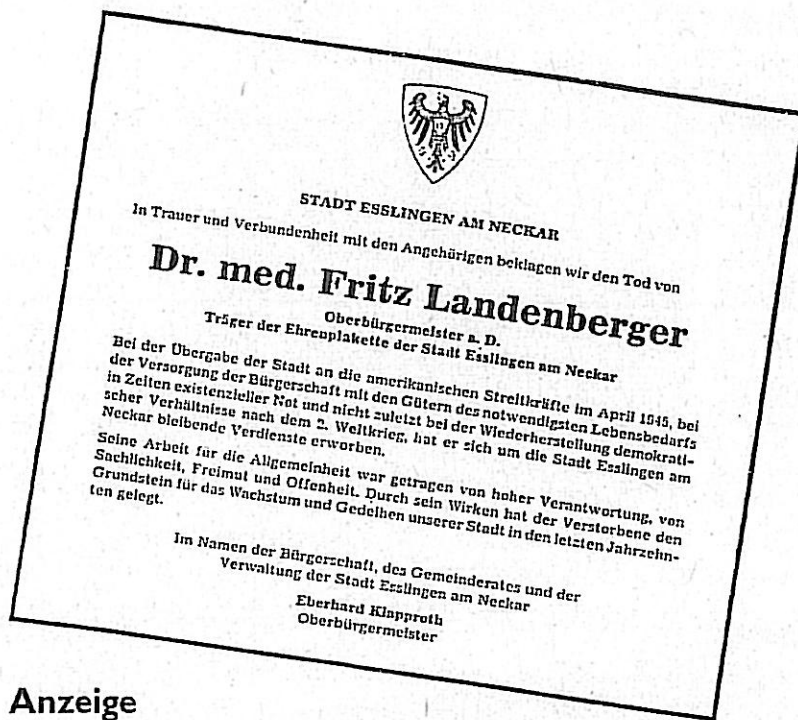 STADT ESSLINGEN AM NECKAR
In Trauer und Verbundenheit mit den Angehörigen beklagen wir den Tod von
Dr. med. Fritz Landenberger
Oberbürgermeister a. D.
Träger der Ehrenplakette der Stadt Esslingen am Neckar
Bei der Übergabe der Stadt an die amerikanischen Streitkräfte im April 1945, bei
der Versorgung der Bürgerschaft mit den Gütern des notwendigsten Lebensbedarfs
in Zeiten existenzieller Not und nicht zuletzt bei der Wiederherstellung demokrati-
scher Verhältnisse nach dem 2. Weltkrieg, hat er sich um die Stadt Esslingen am
Neckar bleibende Verdienste erworben.
Seine Arbeit für die Allgemeinheit war getragen von hoher Verantwortung, von
Sachlichkeit, Freimut und Offenheit. Durch sein Wirken hat der Verstorbene den
Grundstein für das Wachstum und Gedeihen unserer Stadt in den letzten Jahrzehn-
ten gelegt.
Im Namen der Bürgerschaft, des Gemeinderates und der
Verwaltung der Stadt Esslingen am Neckar
Eberhard Klapproth
Oberbürgermeister
Anzeige